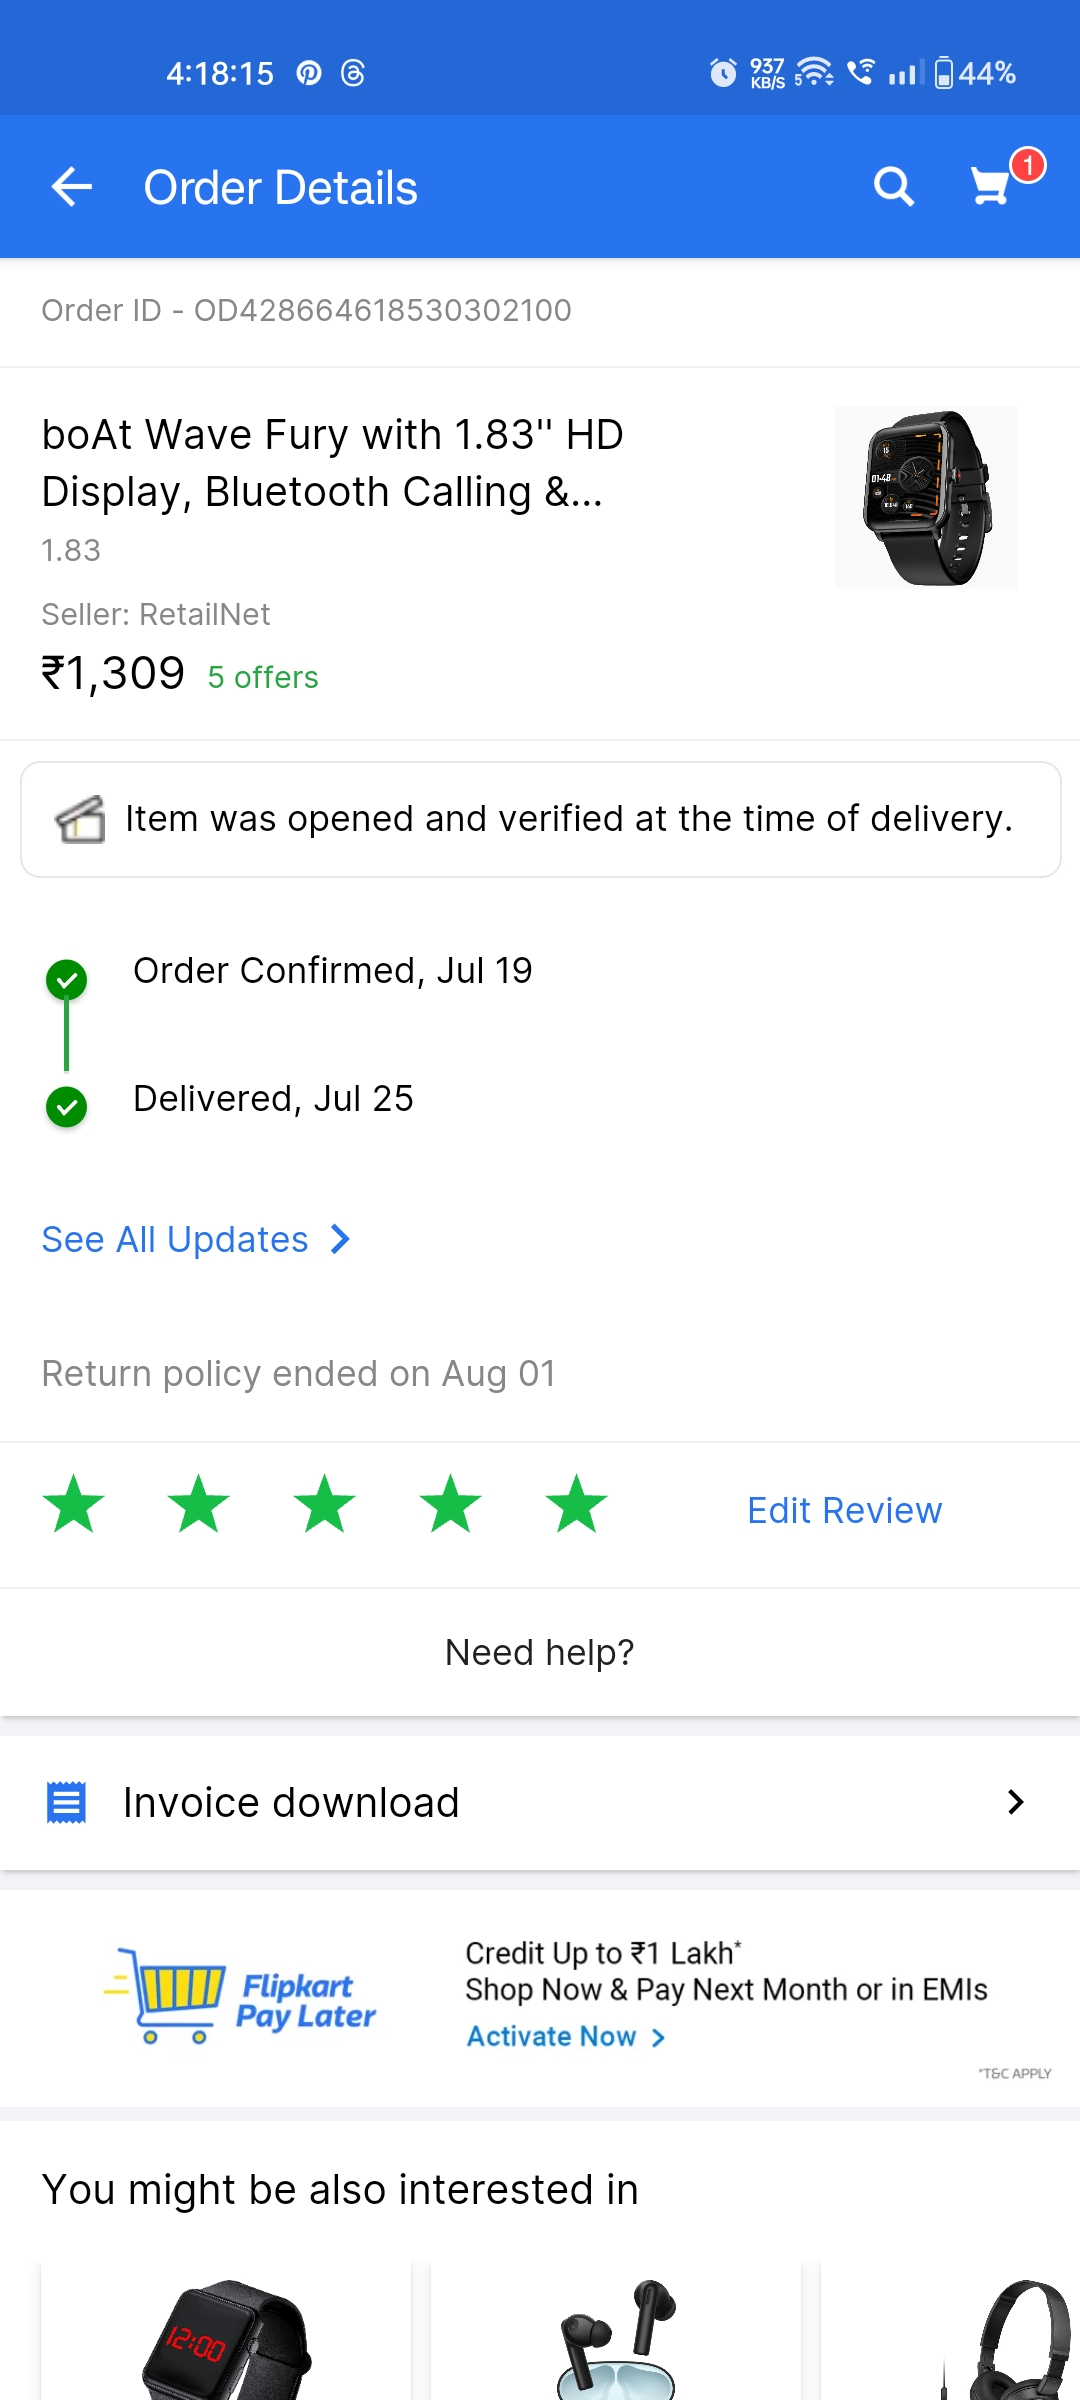 4:18:15
937
KB/S
5
44%
Order Details
1
Order ID - OD428664618530302100
boAt Wave Fury with 1.83" HD
Display, Bluetooth Calling &...
1.83
Seller: RetailNet
₹1,309 5 offers
Item was opened and verified at the time of delivery.
Order Confirmed, Jul 19
Delivered, Jul 25
See All Updates
Return policy ended on Aug 01
Edit Review
Need help?
Invoice download
Flipkart
Pay Later
Credit Up to ₹1 Lakh*
Shop Now & Pay Next Month or in EMIs
Activate Now
*T&C APPLY
You might be also interested in
12:00